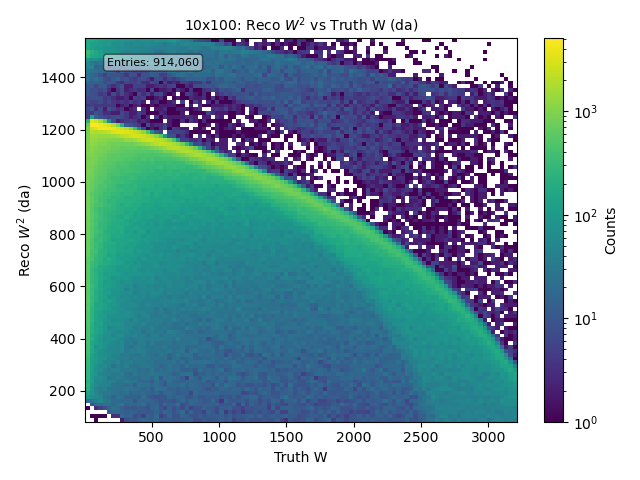 10x100: Reco W² vs Truth W (da)
Entries: 914,060
1400
1200
1000
800
600
400
200
Reco W² (da)
500 1000 1500 2000 2500 3000
Truth W
10³
10²
10¹
10⁰
Counts